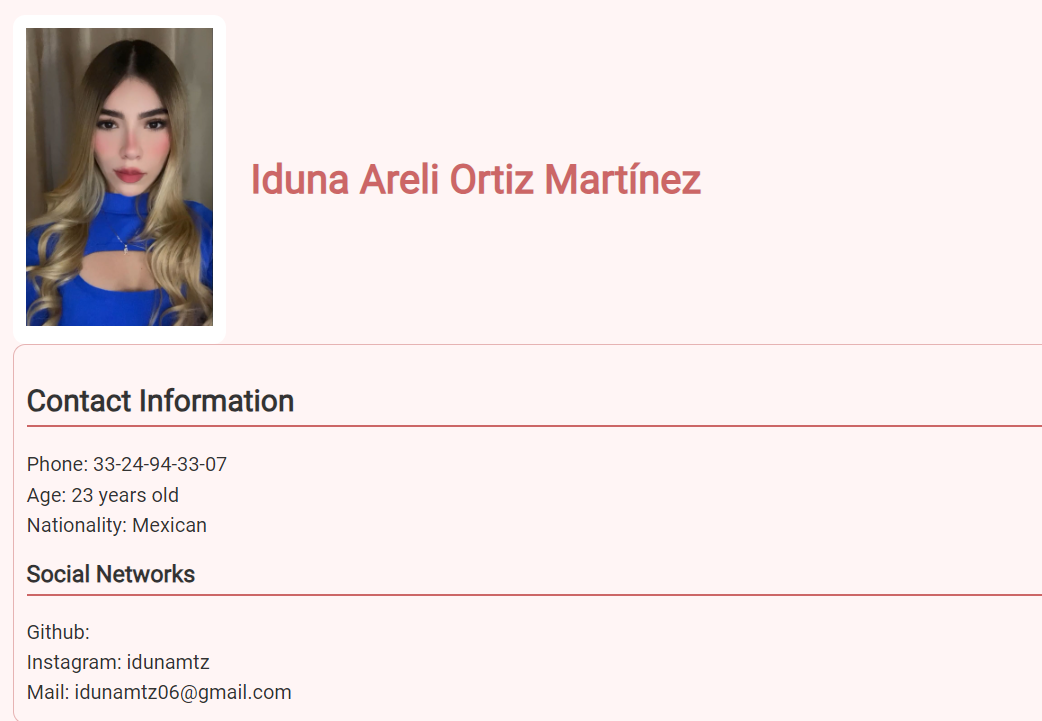 Iduna Areli Ortiz Martínez
Contact Information
Phone: 33-24-94-33-07
Age: 23 years old
Nationality: Mexican
Social Networks
Github:
Instagram: idunamtz
Mail: idunamtz06@gmail.com